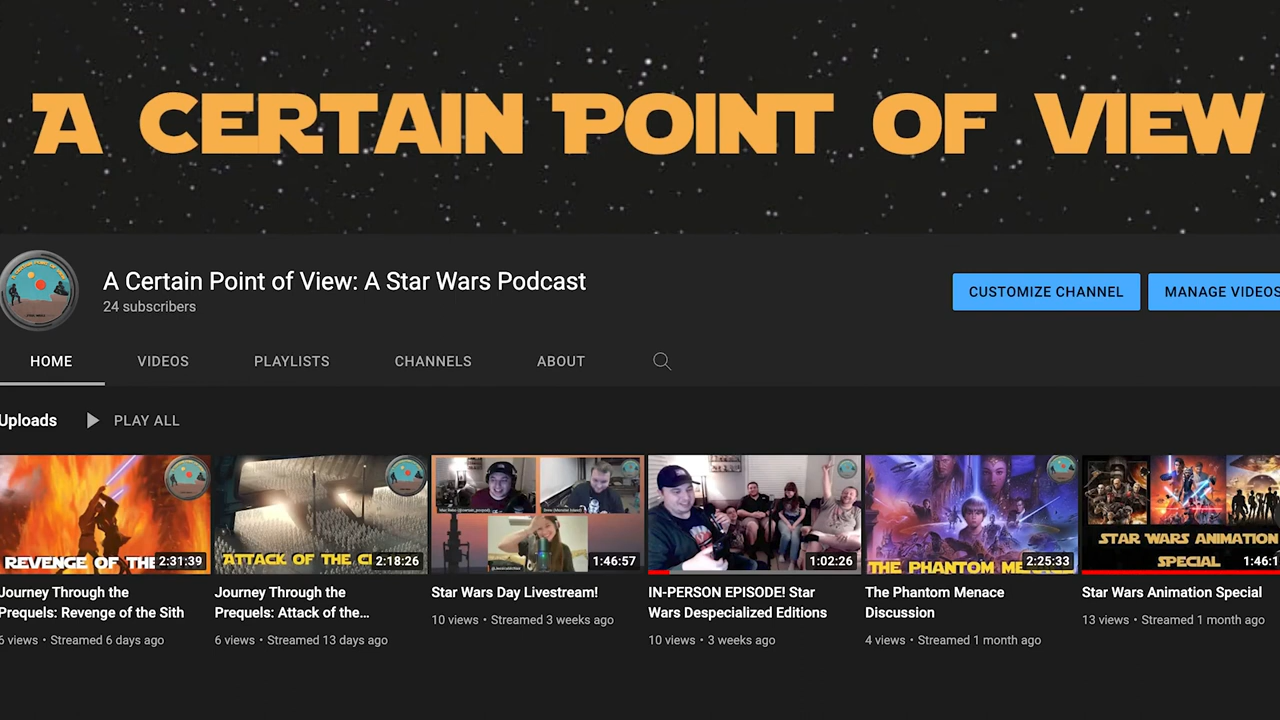 A CERTAIN POINT OF VIEW
A Certain Point of View: A Star Wars Podcast
24 subscribers
CUSTOMIZE CHANNEL
MANAGE VIDEOS
HOME
VIDEOS
PLAYLISTS
CHANNELS
ABOUT
Uploads
PLAY ALL
REVENGE OF THE
2:31:39
ATTACK OF THE CL
2:18:26
1:46:57
1:02:26
THE PHANTOM ME
2:25:33
STAR WARS ANIMATION
SPECIAL
1:46:1
Journey Through the
Prequels: Revenge of the Sith
6 views • Streamed 6 days ago
Journey Through the
Prequels: Attack of the...
6 views • Streamed 13 days ago
Star Wars Day Livestream!
10 views • Streamed 3 weeks ago
IN-PERSON EPISODE! Star
Wars Despecialized Editions
10 views • 3 weeks ago
The Phantom Menace
Discussion
4 views • Streamed 1 month ago
Star Wars Animation Special
13 views • Streamed 1 month ago